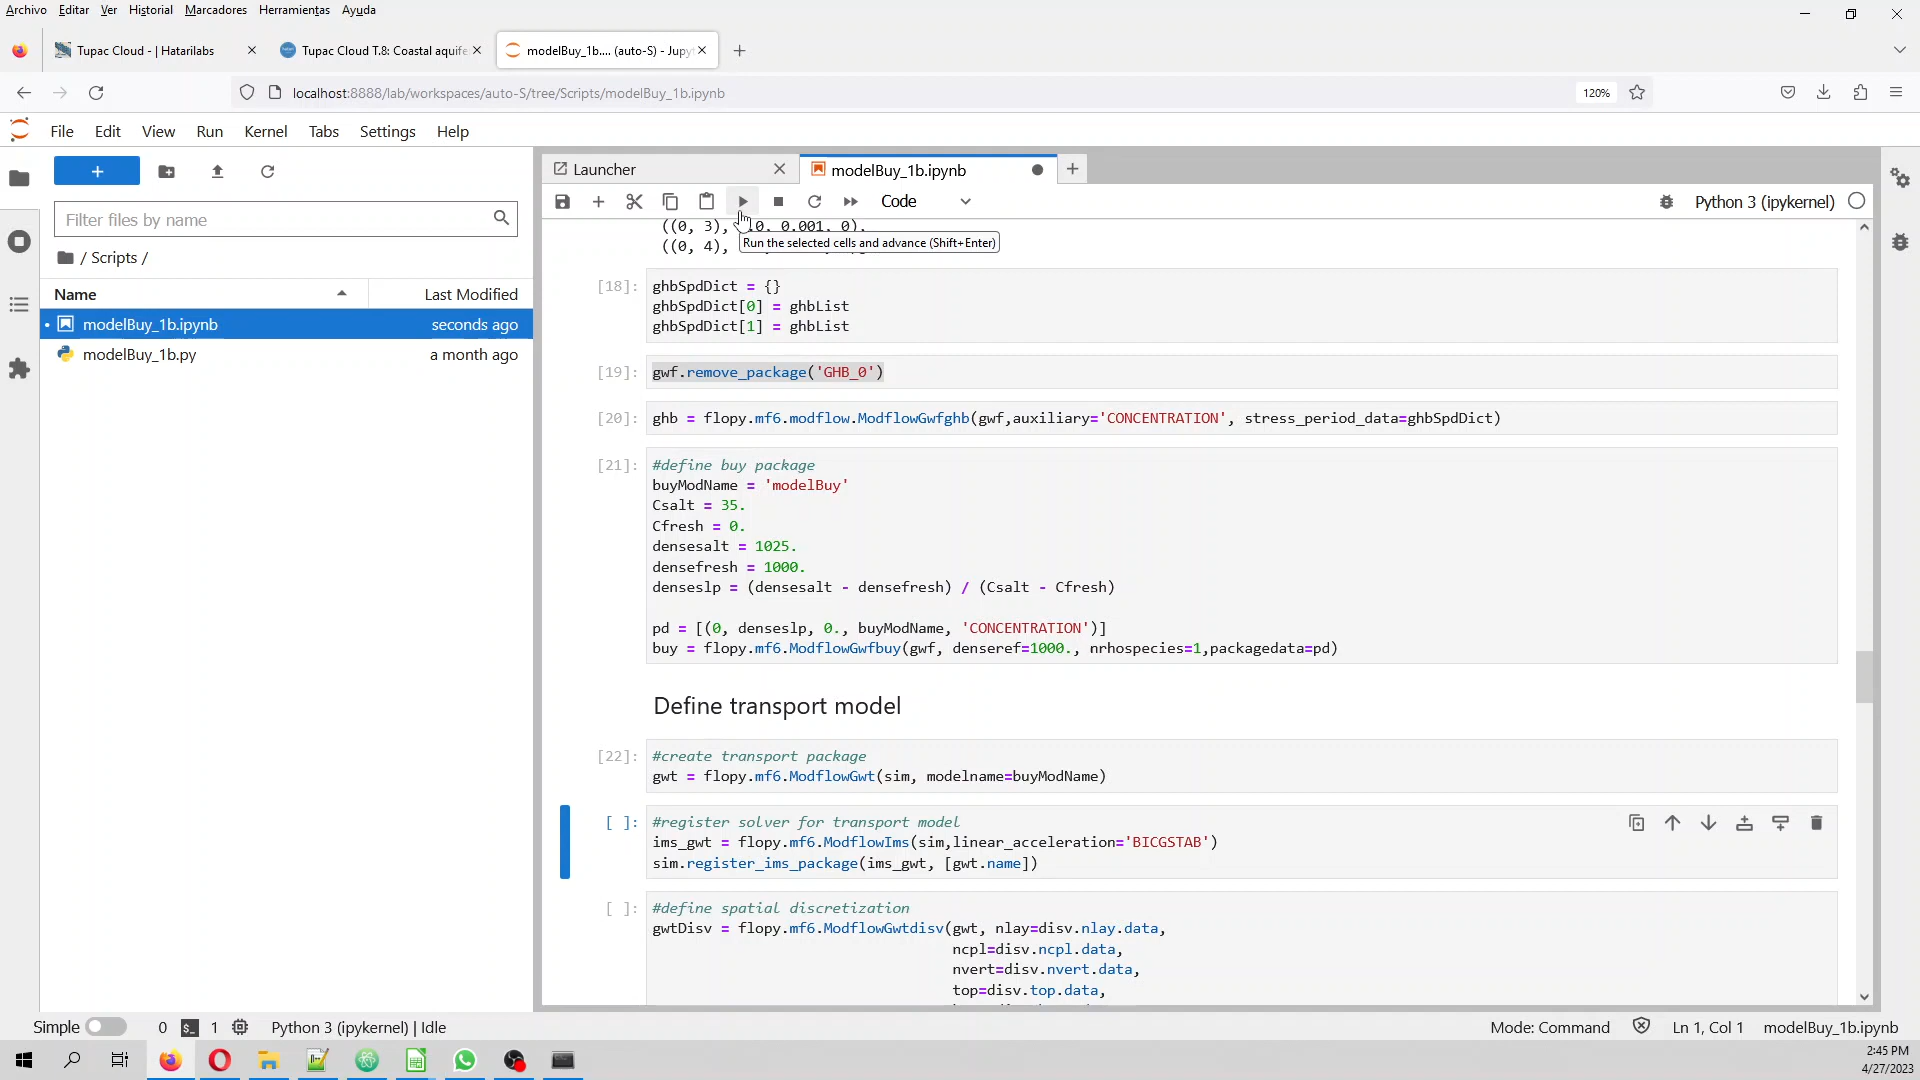 Archivo Editar Ver Historial Marcadores Herramientas Ayuda
Tupac Cloud - | Hatarilabs
Tupac Cloud T.8: Coastal aquife
modelBuy_1b.... (auto-S) - Jupyt
localhost:8888/lab/workspaces/auto-S/tree/Scripts/modelBuy_1b.ipynb
120%
File Edit View Run Kernel Tabs Settings Help
Filter files by name
/ Scripts /
Name Last Modified
modelBuy_1b.ipynb seconds ago
modelBuy_1b.py a month ago
Launcher
modelBuy_1b.ipynb
Code
Python 3 (ipykernel)
((0, 3), 0. 0.001. 0).
((0, 4),
Run the selected cells and advance (Shift+Enter)
[18]: ghbSpdDict = {}
ghbSpdDict[0] = ghbList
ghbSpdDict[1] = ghbList
[19]: gwf.remove_package('GHB_0')
[20]: ghb = flopy.mf6.modflow.ModflowGwfghb(gwf,auxiliary='CONCENTRATION', stress_period_data=ghbSpdDict)
[21]: #define buy package
buyModName = 'modelBuy'
Csalt = 35.
Cfresh = 0.
densesalt = 1025.
densefresh = 1000.
denseslp = (densesalt - densefresh) / (Csalt - Cfresh)
pd = [(0, denseslp, 0., buyModName, 'CONCENTRATION')]
buy = flopy.mf6.ModflowGwfbuy(gwf, denseref=1000., nrhospecies=1,packagedata=pd)
Define transport model
[22]: #create transport package
gwt = flopy.mf6.ModflowGwt(sim, modelname=buyModName)
[ ]: #register solver for transport model
ims_gwt = flopy.mf6.ModflowIms(sim,linear_acceleration='BICGSTAB')
sim.register_ims_package(ims_gwt, [gwt.name])
[ ]: #define spatial discretization
gwtDisv = flopy.mf6.ModflowGwtdisv(gwt, nlay=disv.nlay.data,
ncpl=disv.ncpl.data,
nvert=disv.nvert.data,
top=disv.top.data,
Simple 0 1 Python 3 (ipykernel) | Idle
Mode: Command Ln 1, Col 1 modelBuy_1b.ipynb
2:45 PM
4/27/2023